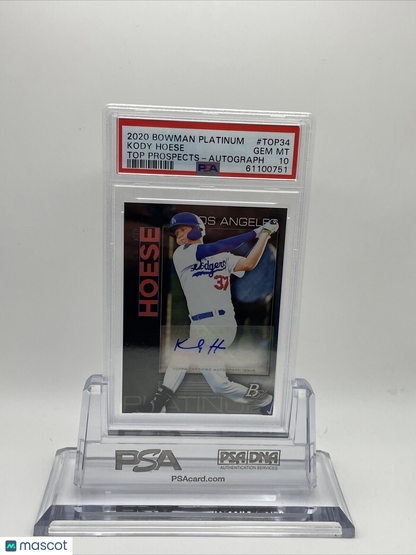 2020 BOWMAN PLATINUM #TOP34
KODY HOESE GEM MT
TOP PROSPECTS - AUTOGRAPH 10
PSA 61100751
LOS ANGELES
HOESE
Dodgers
37
B
PLATINUM
PSA
PSA/DNA
AUTHENTICATION SERVICES
PSAcard.com
mascot